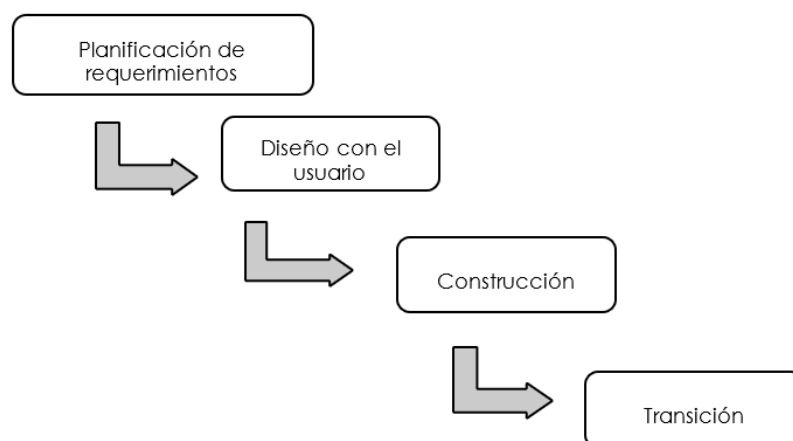 Planificación de
requerimientos
Diseño con el
usuario
Construcción
Transición